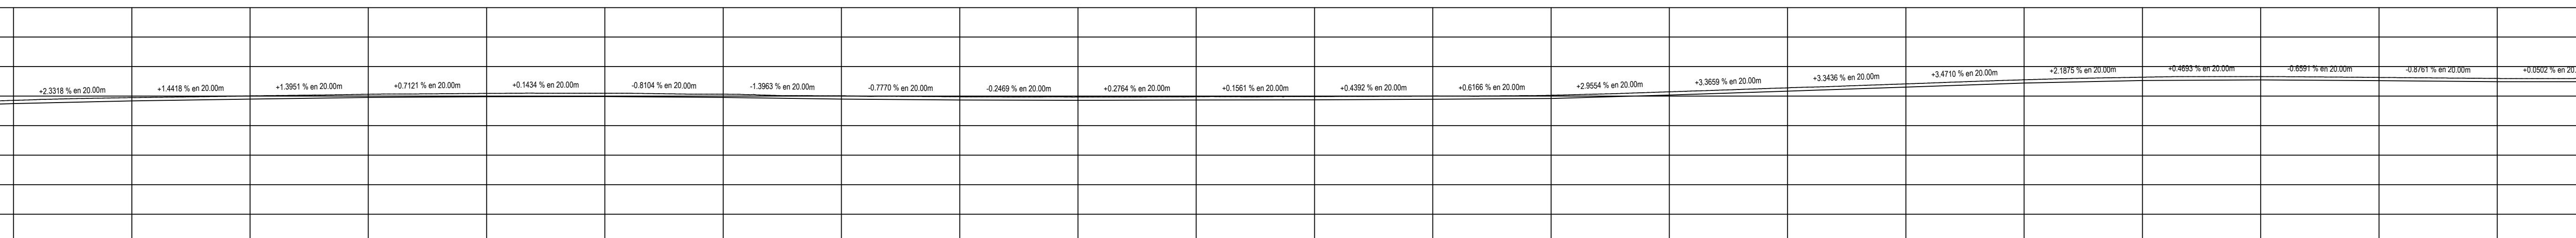 +2.3318 % en 20.00m
+1.4418 % en 20.00m
+1.3951 % en 20.00m
+0.7121 % en 20.00m
+0.1434 % en 20.00m
-0.8104 % en 20.00m
-1.3963 % en 20.00m
-0.7770 % en 20.00m
-0.2469 % en 20.00m
+0.2764 % en 20.00m
+0.1561 % en 20.00m
+0.4392 % en 20.00m
+0.6166 % en 20.00m
+2.9554 % en 20.00m
+3.3659 % en 20.00m
+3.3436 % en 20.00m
+3.4710 % en 20.00m
+2.1875 % en 20.00m
+0.4693 % en 20.00m
-0.6591 % en 20.00m
-0.8761 % en 20.00m
+0.0502 % en 20.